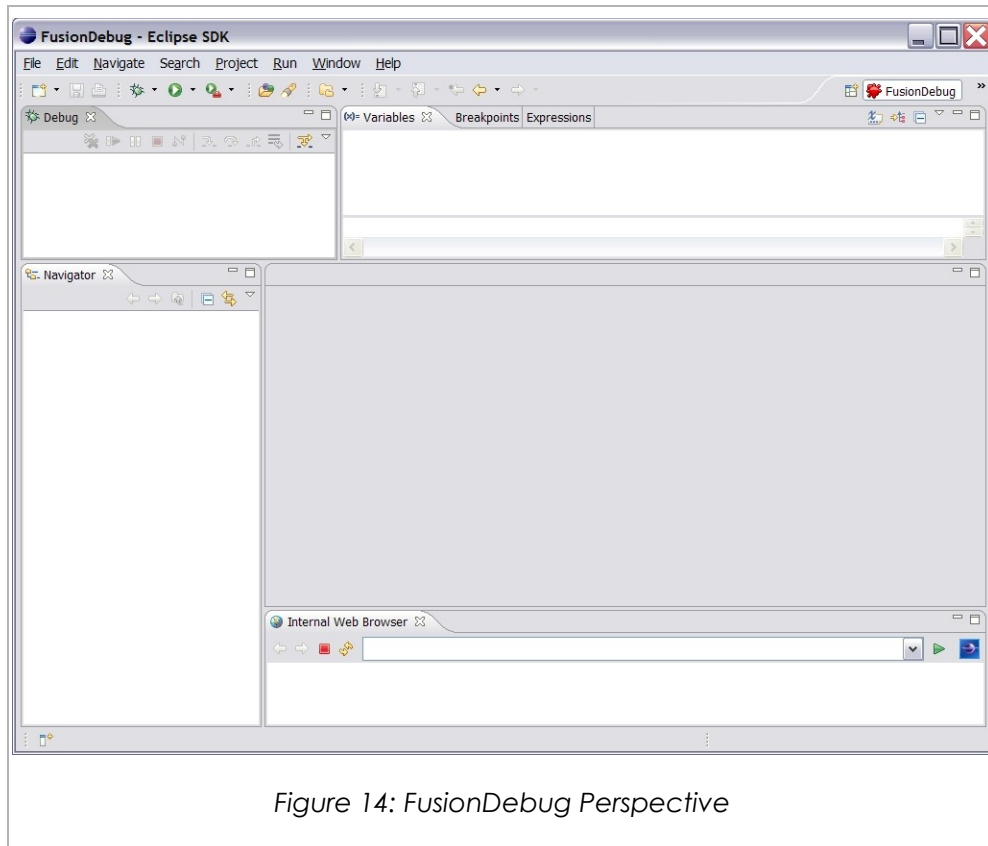 FusionDebug - Eclipse SDK
File Edit Navigate Search Project Run Window Help
FusionDebug »
Debug
(x)= Variables Breakpoints Expressions
Navigator
Internal Web Browser
Figure 14: FusionDebug Perspective